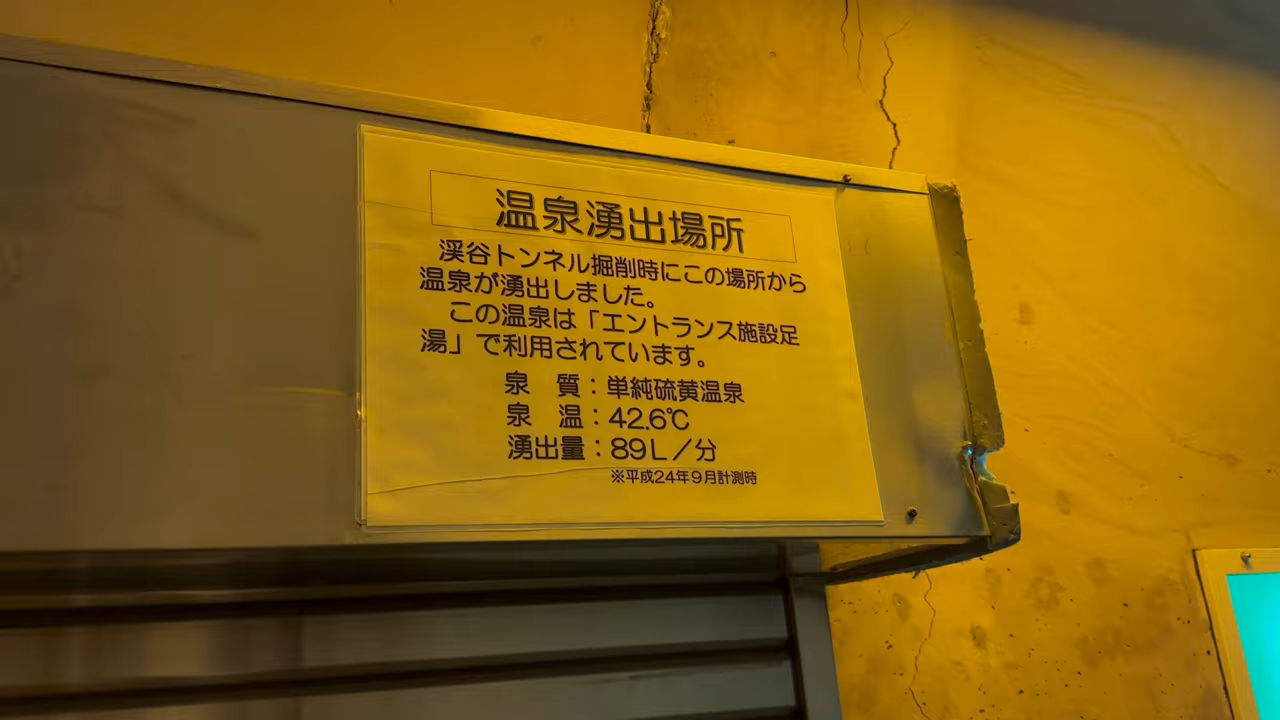 温泉湧出場所
渓谷トンネル掘削時にこの場所から
温泉が湧出しました。
この温泉は「エントランス施設足
湯」で利用されています。
泉　質：単純硫黄温泉
泉　温：42.6℃
湧出量：89L／分
※平成24年9月計測時